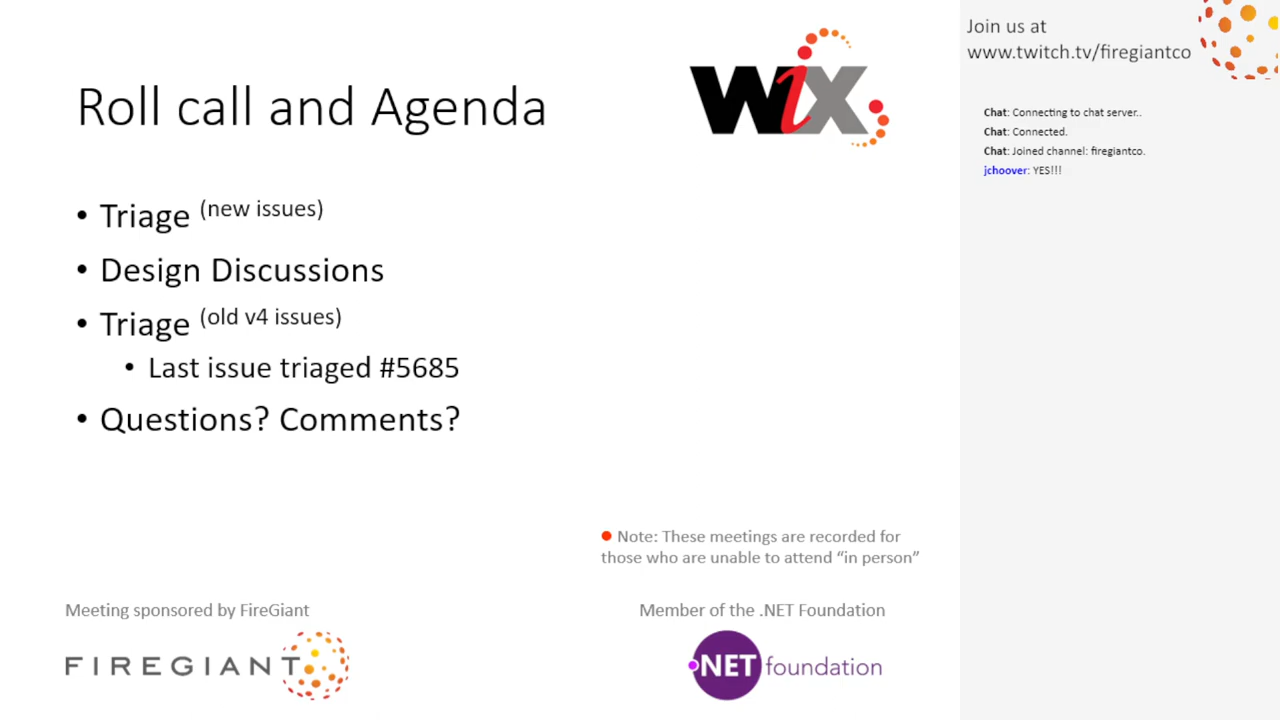 WiX
Roll call and Agenda
• Triage (new issues)
• Design Discussions
• Triage (old v4 issues)
• Last issue triaged #5685
• Questions? Comments?
Note: These meetings are recorded for
those who are unable to attend “in person”
Meeting sponsored by FireGiant
FIREGIANT
Member of the .NET Foundation
.NET foundation
Join us at
www.twitch.tv/firegiantco
Chat: Connecting to chat server..
Chat: Connected.
Chat: Joined channel: firegiantco.
jchoover: YES!!!